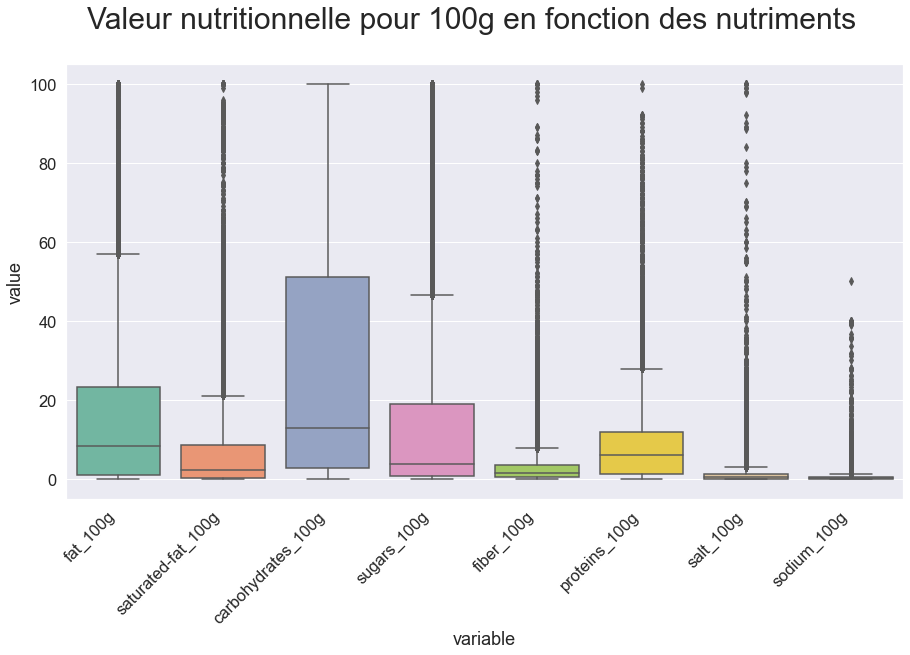 Valeur nutritionnelle pour 100g en fonction des nutriments
100
80
60
40
20
0
value
fat_100g
saturated-fat_100g
carbohydrates_100g
sugars_100g
fiber_100g
proteins_100g
salt_100g
sodium_100g
variable